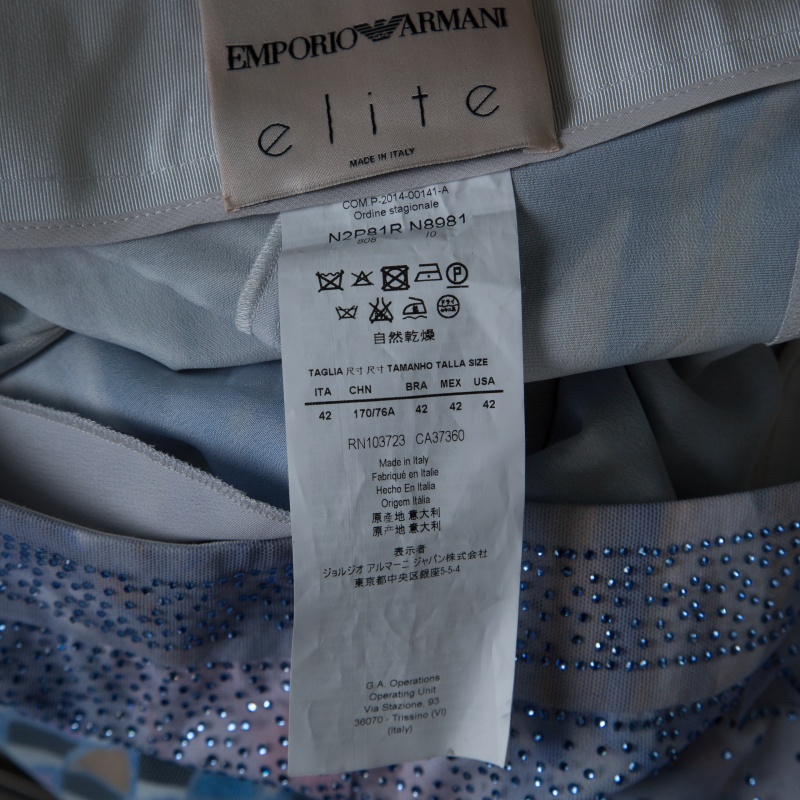 EMPORIO ARMANI
elite
MADE IN ITALY
COM.P-2014-00141-A
Ordine stagionale
N2P81R N8981
808 10
P
ドライ
自然乾燥
TAGLIA 尺寸 尺寸 TAMANHO TALLA SIZE
ITA CHN BRA MEX USA
42 170/76A 42 42 42
RN103723 CA37360
Made in Italy
Fabriqué en Italie
Hecho En Italia
Origem Itália
原產地 意大利
原产地 意大利
表示者
ジョルジオ アルマーニ ジャパン株式会社
東京都中央区銀座5-5-4
G.A. Operations
Operating Unit
Via Stazione, 93
36070 - Trissino (VI)
(Italy)